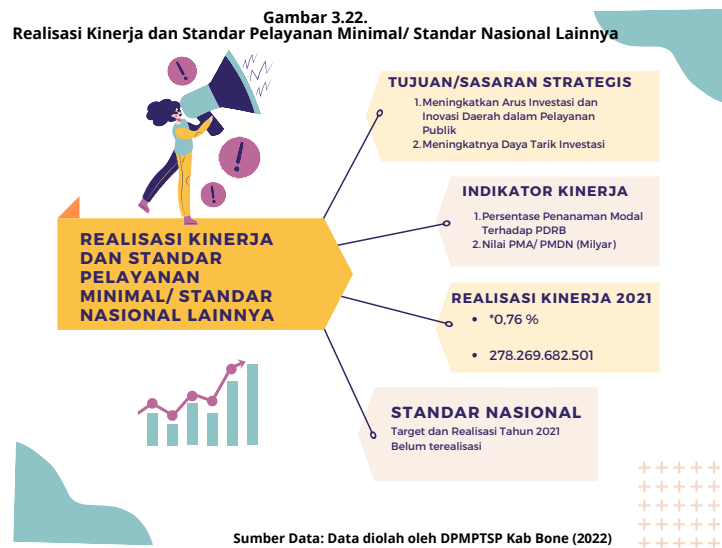 Gambar 3.22.
Realisasi Kinerja dan Standar Pelayanan Minimal/ Standar Nasional Lainnya
TUJUAN/SASARAN STRATEGIS
1.Meningkatkan Arus Investasi dan
Inovasi Daerah dalam Pelayanan
Publik
2.Meningkatnya Daya Tarik Investasi
INDIKATOR KINERJA
1.Persentase Penanaman Modal
Terhadap PDRB
2.Nilai PMA/ PMDN (Milyar)
REALISASI KINERJA
DAN STANDAR
PELAYANAN
MINIMAL/ STANDAR
NASIONAL LAINNYA
REALISASI KINERJA 2021
• *0,76 %
• 278.269.682.501
STANDAR NASIONAL
Target dan Realisasi Tahun 2021
Belum terealisasi
Sumber Data: Data diolah oleh DPMPTSP Kab Bone (2022)